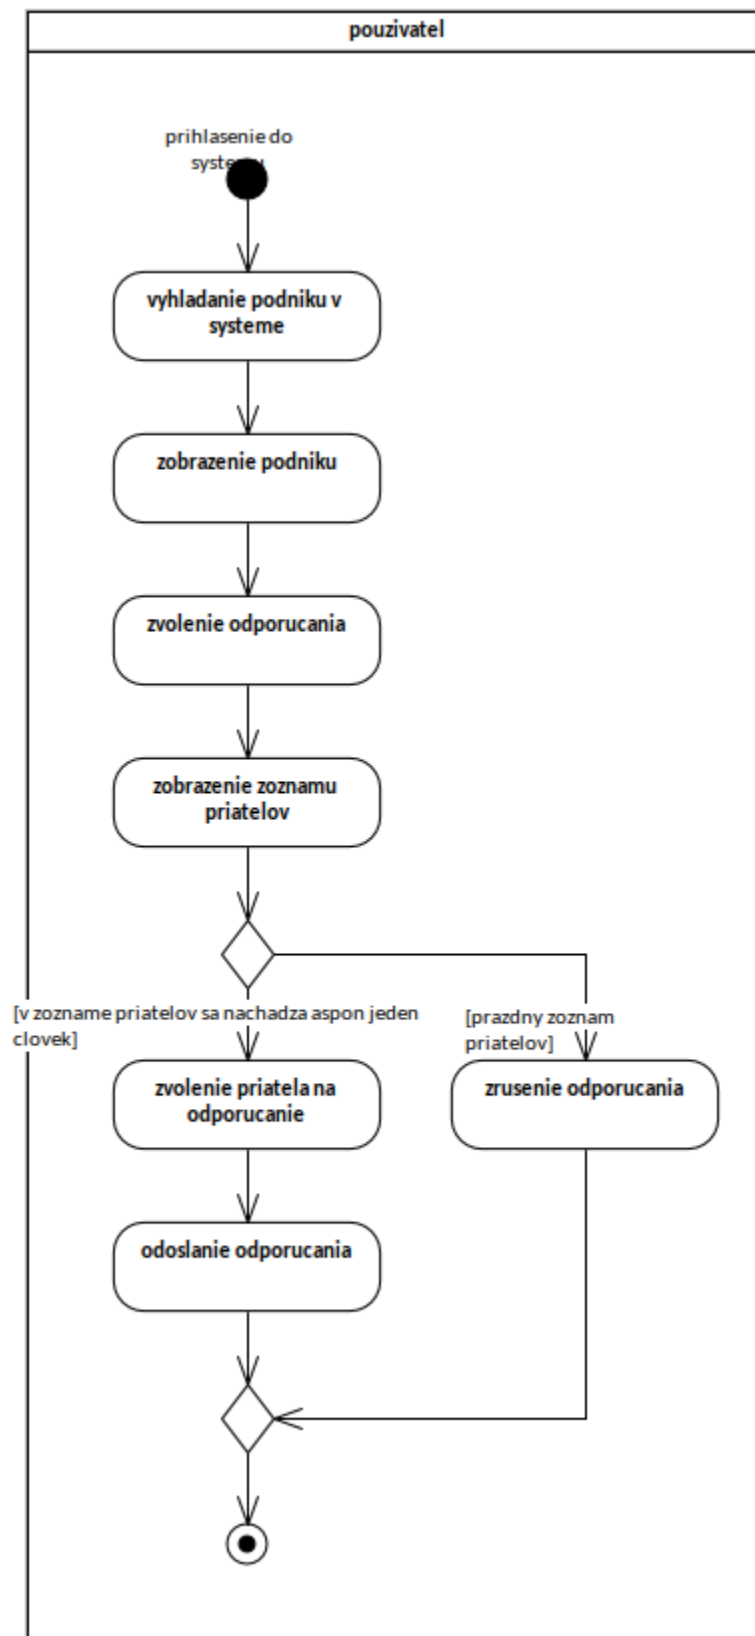 pouzivatel
prihlasenie do
systemu
vyhladanie podniku v
systeme
zobrazenie podniku
zvolenie odporucania
zobrazenie zoznamu
priatelov
[v zozname priatelov sa nachadza aspon jeden
clovek]
[prazdny zoznam
priatelov]
zvolenie priatela na
odporucanie
zrusenie odporucania
odoslanie odporucania